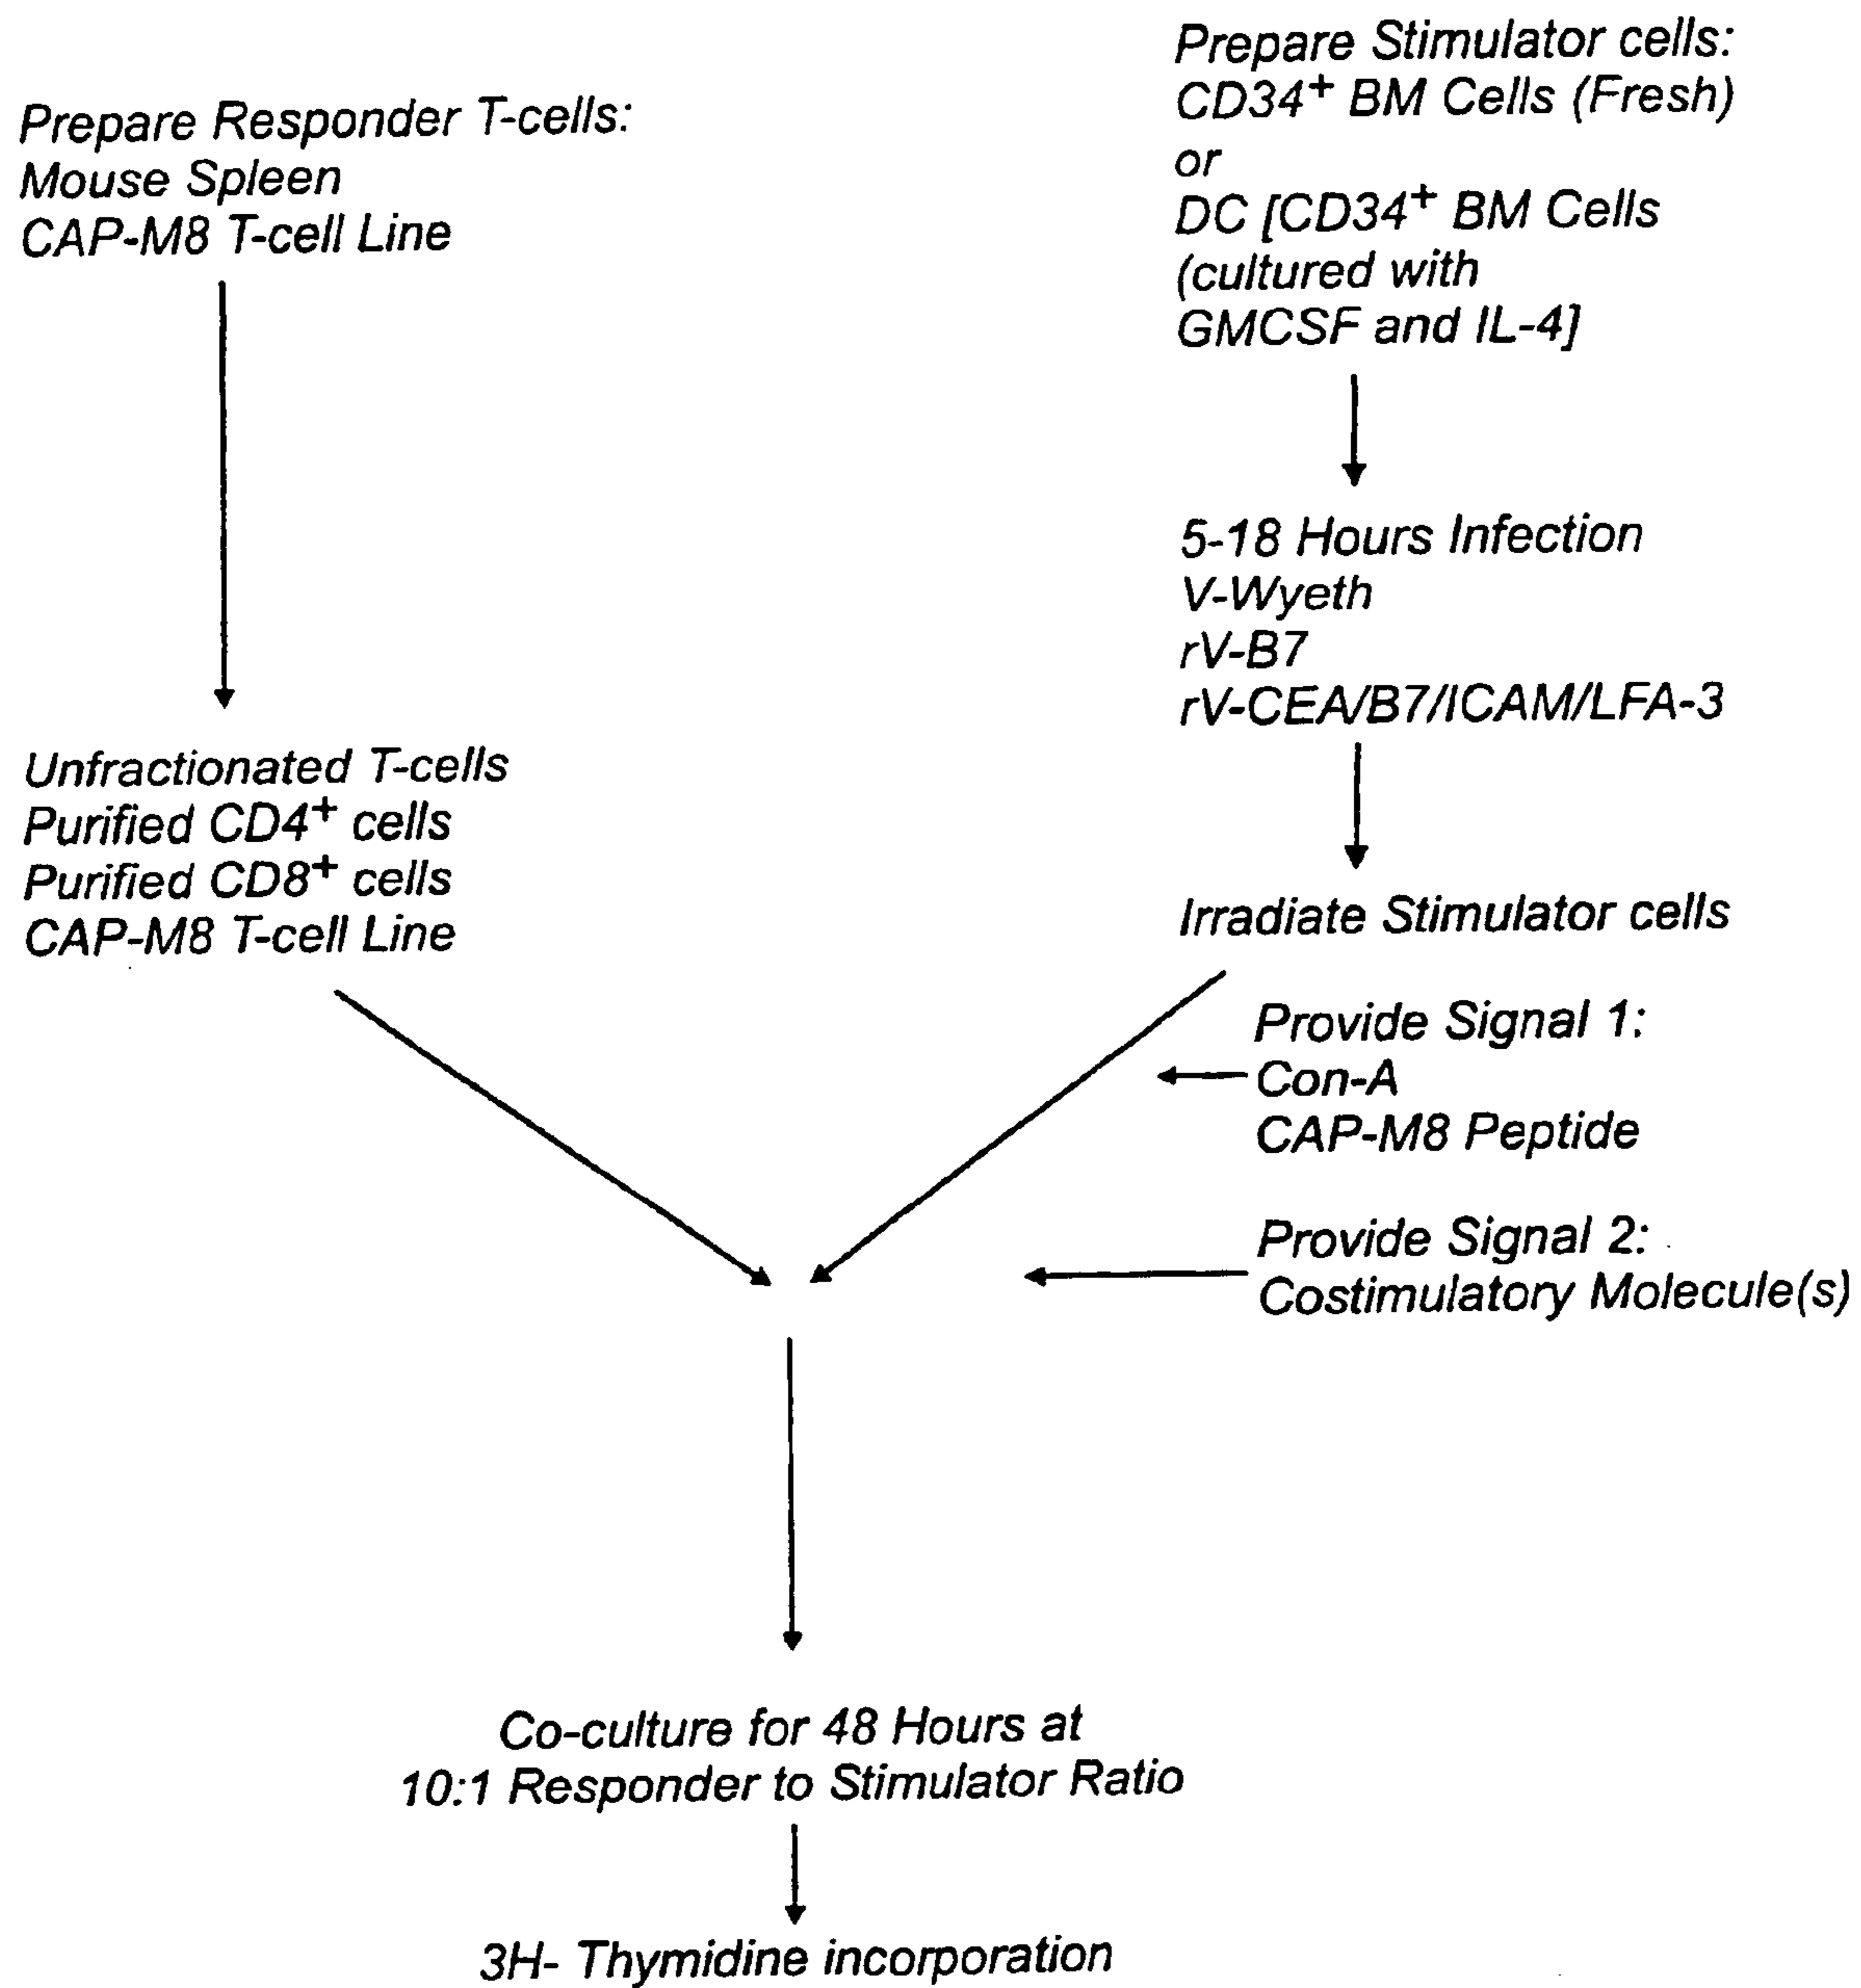 Prepare Responder T-cells:
Mouse Spleen
CAP-M8 T-cell Line
Prepare Stimulator cells:
CD34+ BM Cells (Fresh)
or
DC [CD34+ BM Cells
(cultured with
GMCSF and IL-4]
5-18 Hours Infection
V-Wyeth
rV-B7
rV-CEA/B7/ICAM/LFA-3
Unfractionated T-cells
Purified CD4+ cells
Purified CD8+ cells
CAP-M8 T-cell Line
Irradiate Stimulator cells
Provide Signal 1:
Con-A
CAP-M8 Peptide
Provide Signal 2:
Costimulatory Molecule(s)
Co-culture for 48 Hours at
10:1 Responder to Stimulator Ratio
3H- Thymidine incorporation